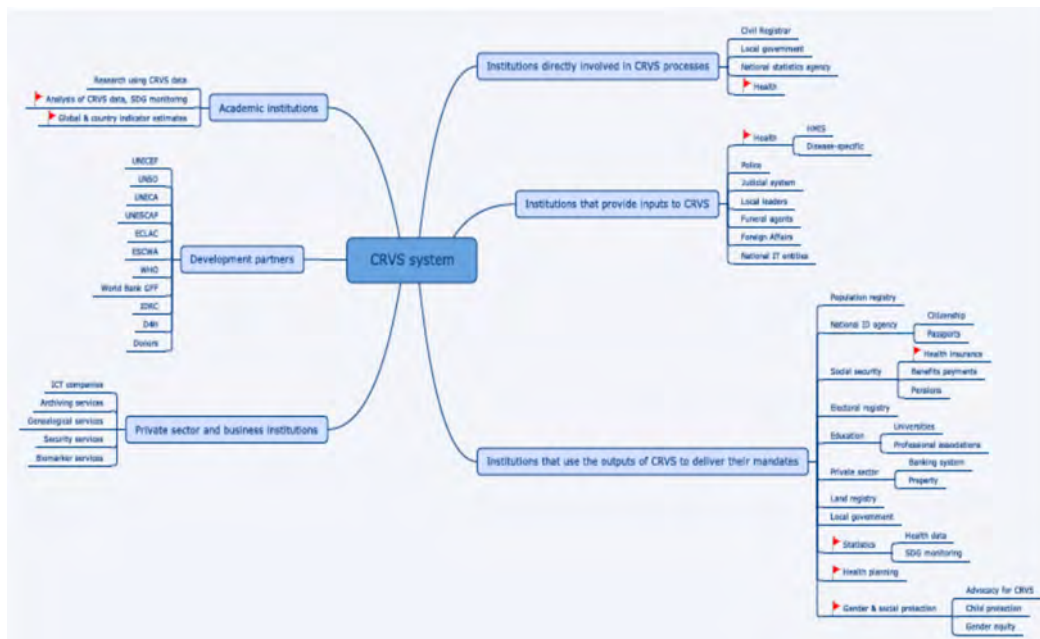 CRVS system
Institutions directly involved in CRVS processes
Civil Registrar
Local government
National statistics agency
Health
Institutions that provide inputs to CRVS
Health
HMIS
Disease-specific
Police
Judicial system
Local leaders
Funeral agents
Foreign Affairs
National IT entities
Institutions that use the outputs of CRVS to deliver their mandates
Population registry
National ID agency
Citizenship
Passports
Social security
Health insurance
Benefits payments
Pensions
Electoral registry
Education
Universities
Professional associations
Private sector
Banking system
Property
Land registry
Local government
Statistics
Health data
SDG monitoring
Health planning
Gender & social protection
Advocacy for CRVS
Child protection
Gender equity
Academic institutions
Research using CRVS data
Analysis of CRVS data, SDG monitoring
Global & country indicator estimates
Development partners
UNICEF
UNSD
UNECA
UNESCAP
ECLAC
ESCWA
WHO
World Bank GFF
IDRC
D4H
Donors
Private sector and business institutions
ICT companies
Archiving services
Genealogical services
Security services
Biomarker services